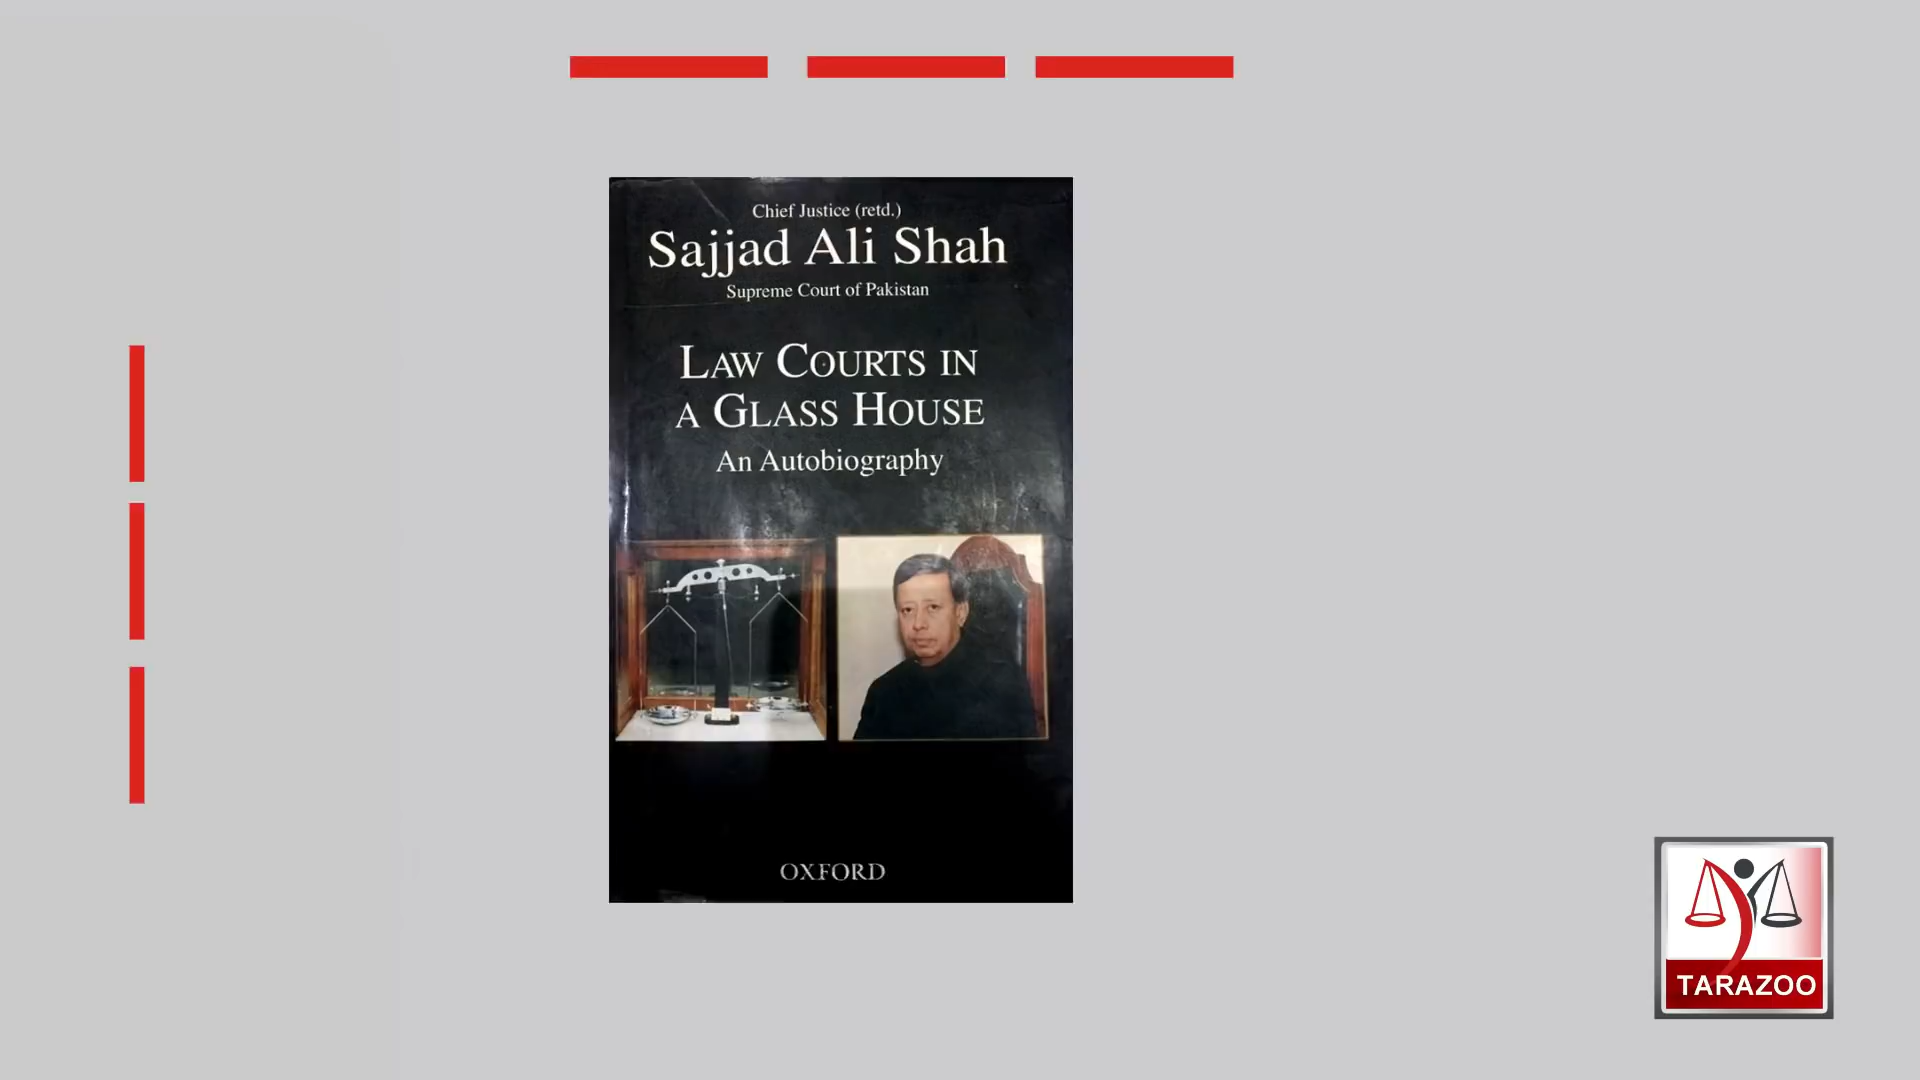 Chief Justice (retd.)
Sajjad Ali Shah
Supreme Court of Pakistan
LAW COURTS IN
A GLASS HOUSE
An Autobiography
OXFORD
TARAZOO